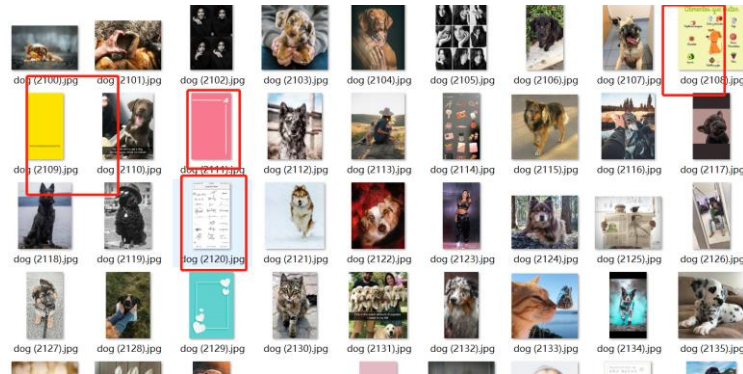 dog (2100).jpg dog (2101).jpg dog (2102).jpg dog (2103).jpg dog (2104).jpg dog (2105).jpg dog (2106).jpg dog (2107).jpg dog (2108).jpg
dog (2109).jpg dog (2110).jpg dog (2111).jpg dog (2112).jpg dog (2113).jpg dog (2114).jpg dog (2115).jpg dog (2116).jpg dog (2117).jpg
dog (2118).jpg dog (2119).jpg dog (2120).jpg dog (2121).jpg dog (2122).jpg dog (2123).jpg dog (2124).jpg dog (2125).jpg dog (2126).jpg
dog (2127).jpg dog (2128).jpg dog (2129).jpg dog (2130).jpg dog (2131).jpg dog (2132).jpg dog (2133).jpg dog (2134).jpg dog (2135).jpg